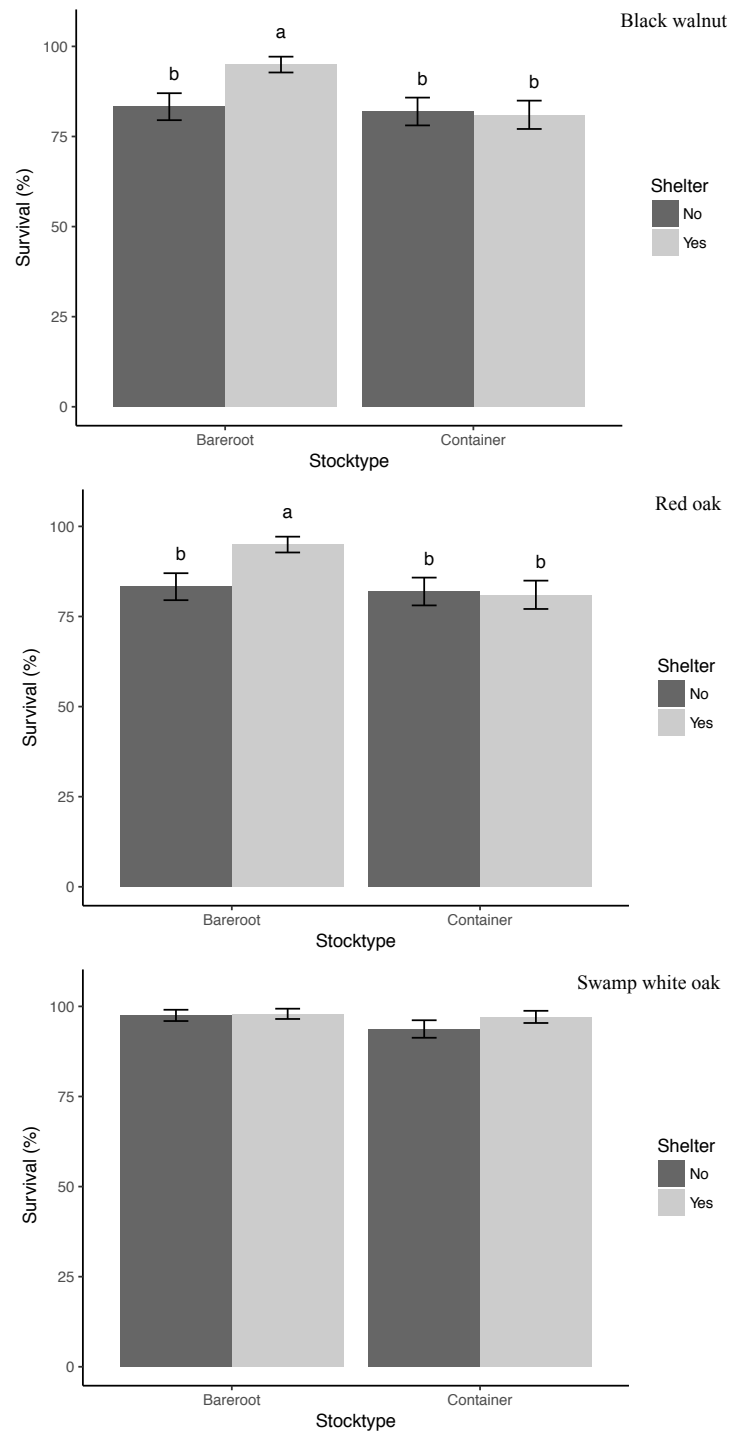 Black walnut
a
b
b
b
100
75
50
25
0
Survival (%)
Shelter
No
Yes
Bareroot Container
Stocktype
Red oak
a
b
b
b
100
75
50
25
0
Survival (%)
Shelter
No
Yes
Bareroot Container
Stocktype
Swamp white oak
100
75
50
25
0
Survival (%)
Shelter
No
Yes
Bareroot Container
Stocktype